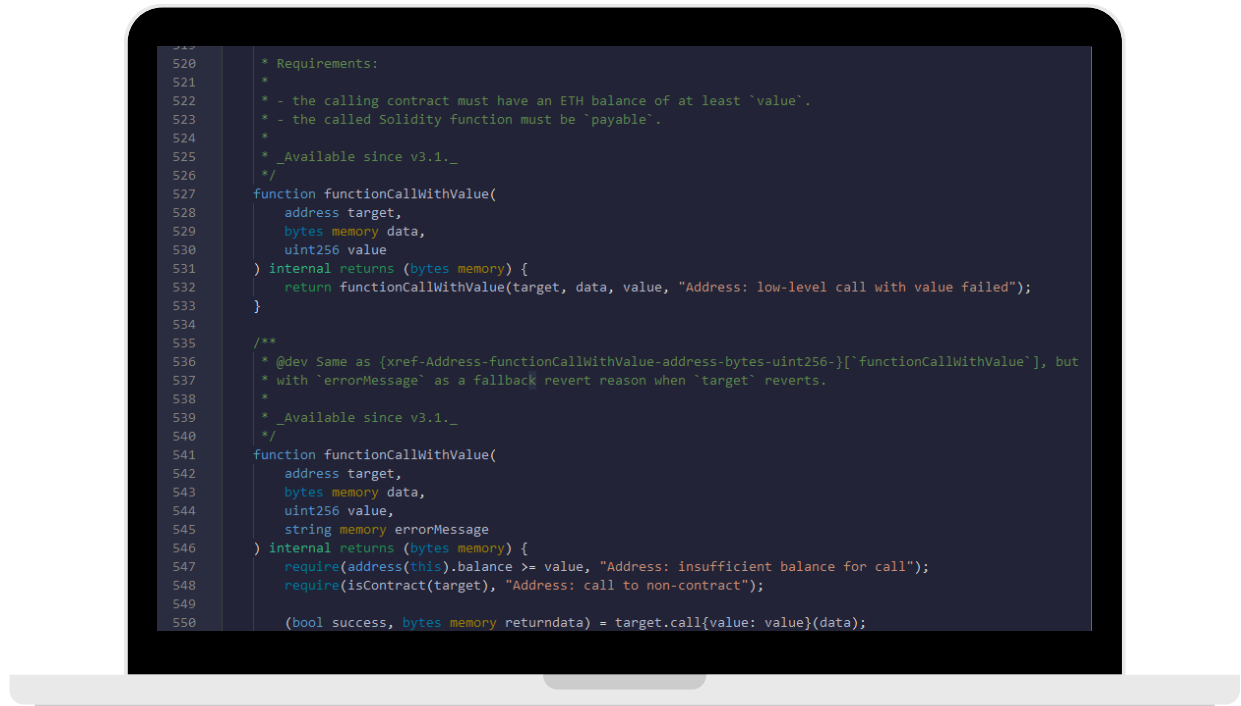 519
520 * Requirements:
521 *
522 * - the calling contract must have an ETH balance of at least `value`.
523 * - the called Solidity function must be `payable`.
524 *
525 * _Available since v3.1._
526 */
527 function functionCallWithValue(
528 address target,
529 bytes memory data,
530 uint256 value
531 ) internal returns (bytes memory) {
532 return functionCallWithValue(target, data, value, "Address: low-level call with value failed");
533 }
534
535 /**
536 * @dev Same as {xref-Address-functionCallWithValue-address-bytes-uint256-}[`functionCallWithValue`], but
537 * with `errorMessage` as a fallback revert reason when `target` reverts.
538 *
539 * _Available since v3.1._
540 */
541 function functionCallWithValue(
542 address target,
543 bytes memory data,
544 uint256 value,
545 string memory errorMessage
546 ) internal returns (bytes memory) {
547 require(address(this).balance >= value, "Address: insufficient balance for call");
548 require(isContract(target), "Address: call to non-contract");
549
550 (bool success, bytes memory returndata) = target.call{value: value}(data);